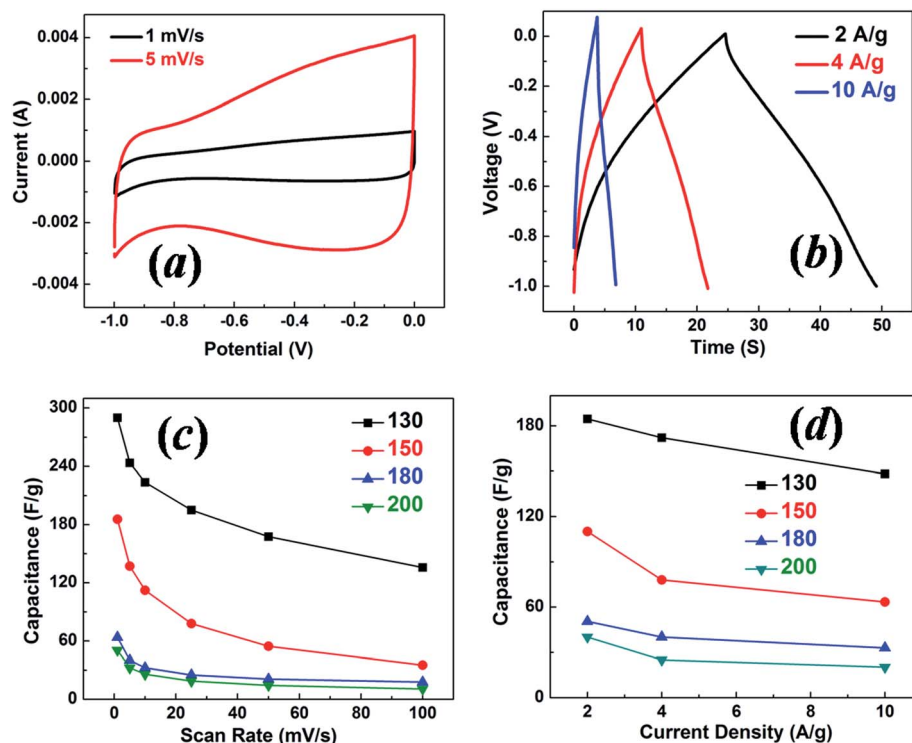 (a)
1 mV/s
5 mV/s
0.004
0.002
0.000
-0.002
-0.004
Current (A)
-1.0 -0.8 -0.6 -0.4 -0.2 0.0
Potential (V)
(b)
2 A/g
4 A/g
10 A/g
0.0
-0.2
-0.4
-0.6
-0.8
-1.0
Voltage (V)
0 10 20 30 40 50
Time (S)
(c)
130
150
180
200
300
240
180
120
60
0
Capacitance (F/g)
0 20 40 60 80 100
Scan Rate (mV/s)
(d)
130
150
180
200
180
120
60
0
Capacitance (F/g)
2 4 6 8 10
Current Density (A/g)